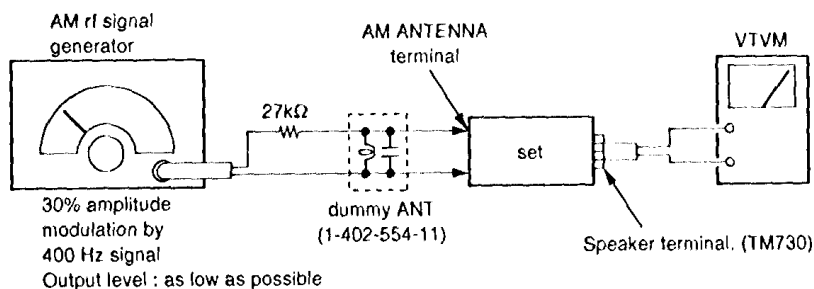 AM rf signal
generator
AM ANTENNA
terminal
VTVM
27kΩ
set
30% amplitude
modulation by
400 Hz signal
Output level : as low as possible
dummy ANT
(1-402-554-11)
Speaker terminal. (TM730)